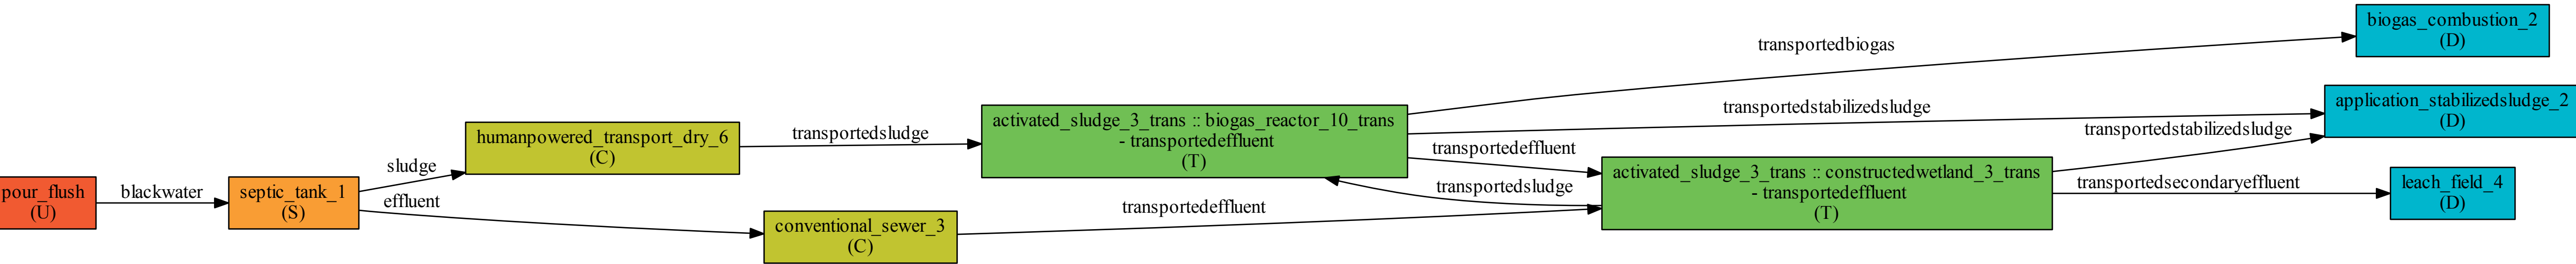 pour_flush
(U)
blackwater
septic_tank_1
(S)
sludge
effluent
humanpowered_transport_dry_6
(C)
conventional_sewer_3
(C)
transportedsludge
transportedeffluent
activated_sludge_3_trans :: biogas_reactor_10_trans
- transportedeffluent
(T)
transportedbiogas
transportedstabilizedsludge
transportedeffluent
transportedsludge
activated_sludge_3_trans :: constructedwetland_3_trans
- transportedeffluent
(T)
transportedstabilizedsludge
transportedsecondaryeffluent
biogas_combustion_2
(D)
application_stabilizedsludge_2
(D)
leach_field_4
(D)